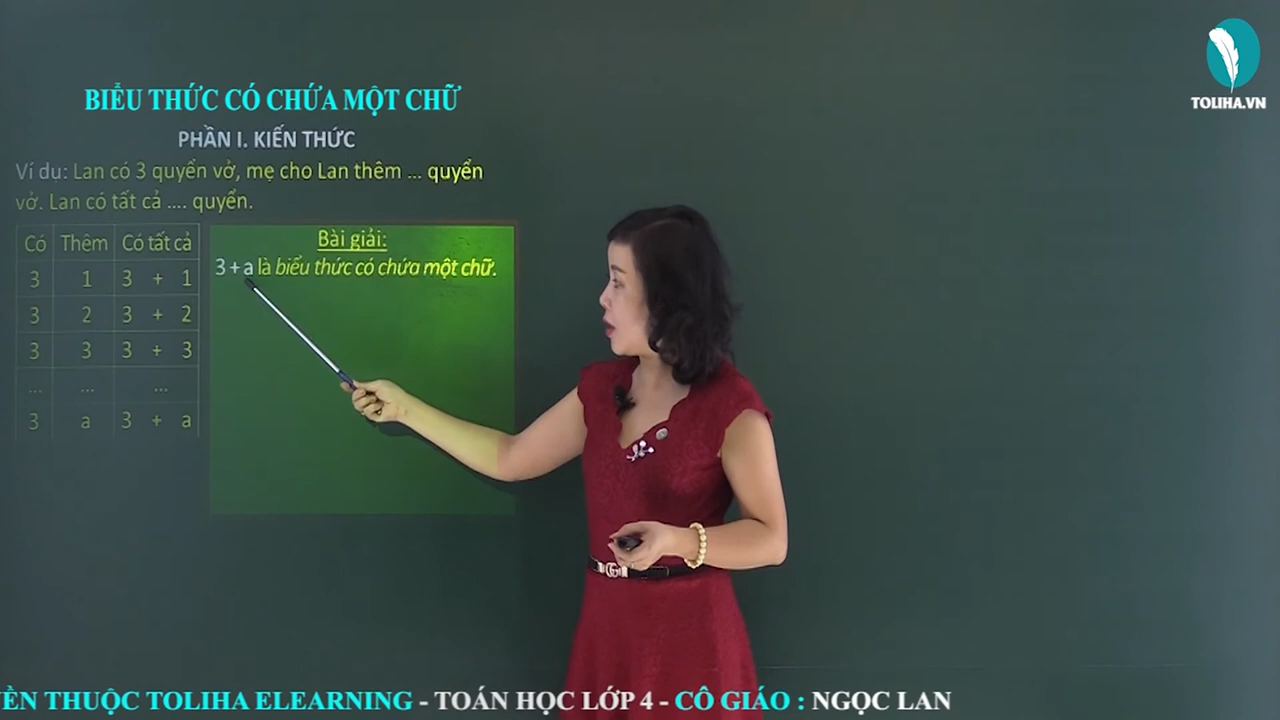 TOLIHA.VN
BIỂU THỨC CÓ CHỨA MỘT CHỮ
PHẦN I. KIẾN THỨC
Ví dụ: Lan có 3 quyển vở, mẹ cho Lan thêm ... quyển
vở. Lan có tất cả .... quyển.
Có Thêm Có tất cả
3 1 3 + 1
3 2 3 + 2
3 3 3 + 3
... ... ...
3 a 3 + a
Bài giải:
3 + a là biểu thức có chứa một chữ.
THUỘC TOLIHA ELEARNING - TOÁN HỌC LỚP 4 - CÔ GIÁO : NGỌC LAN